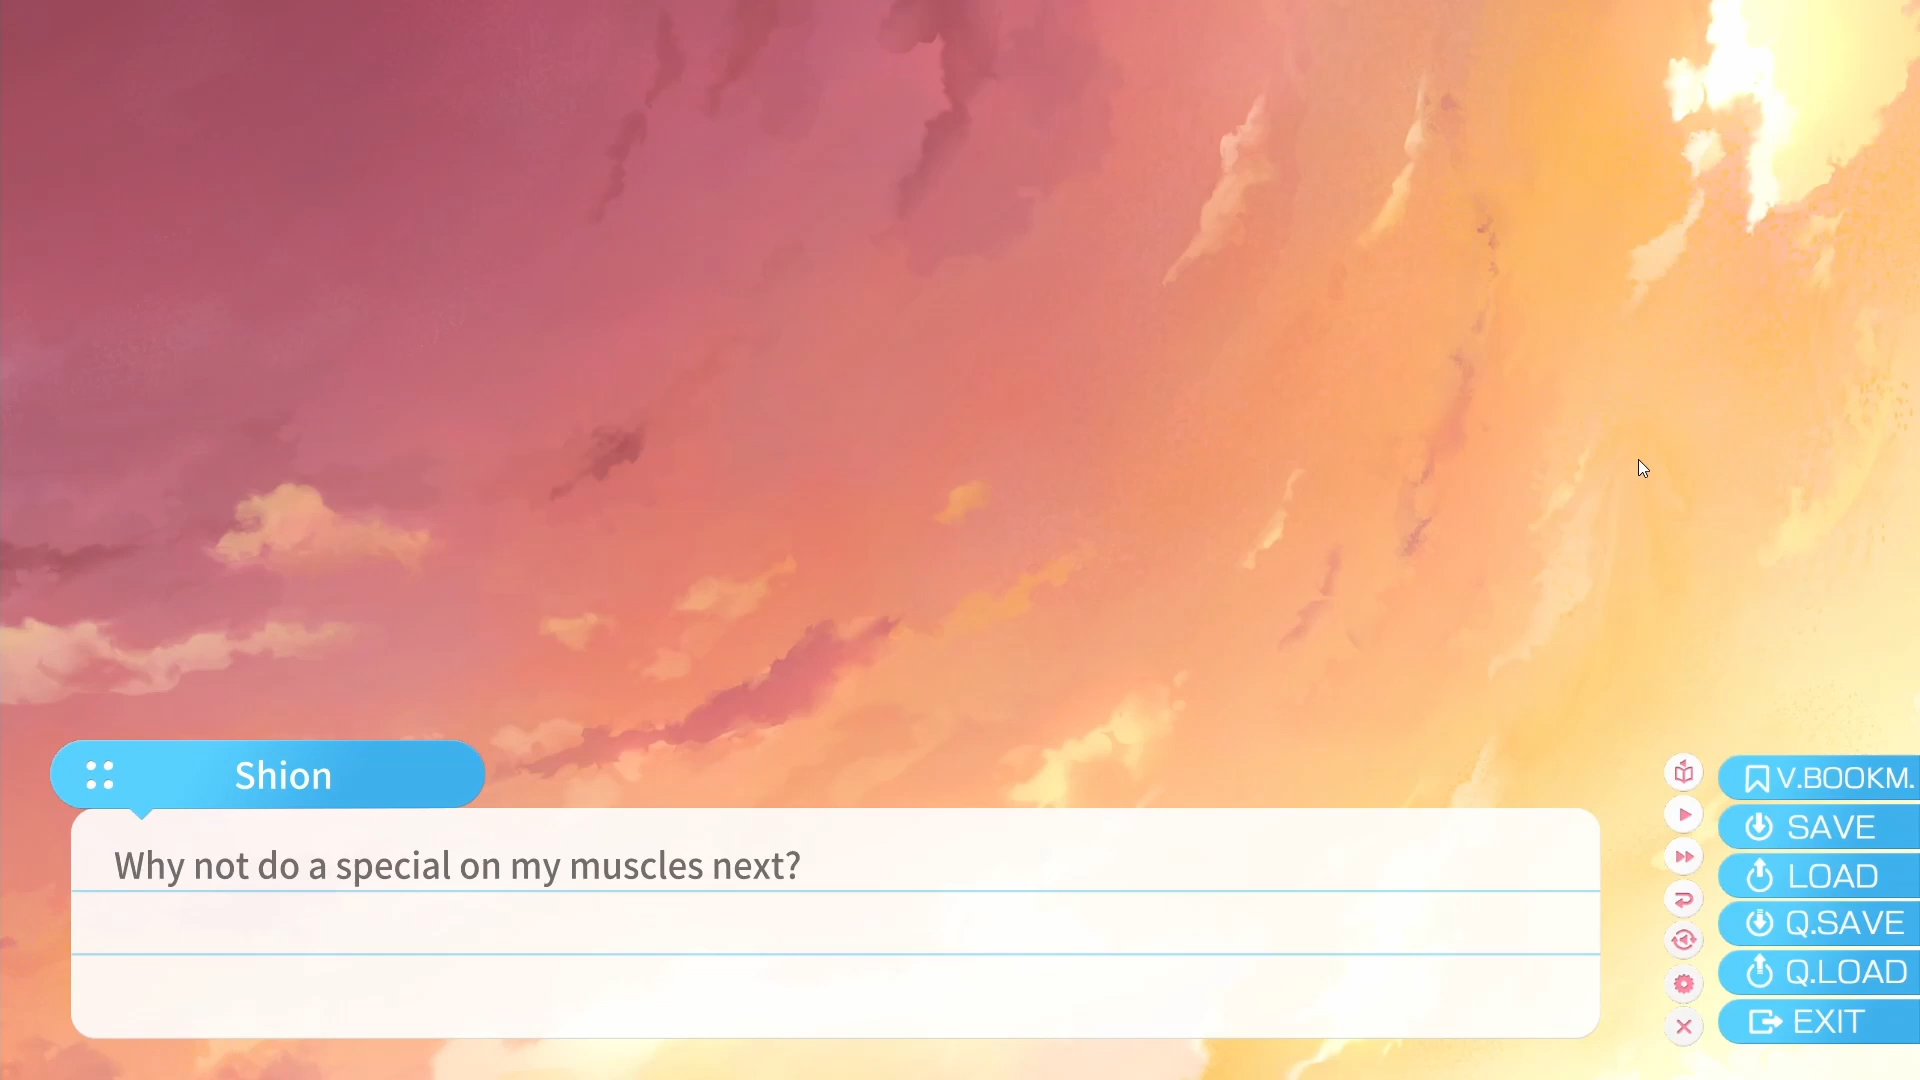 Shion
Why not do a special on my muscles next?
V.BOOKM.
SAVE
LOAD
Q.SAVE
Q.LOAD
EXIT